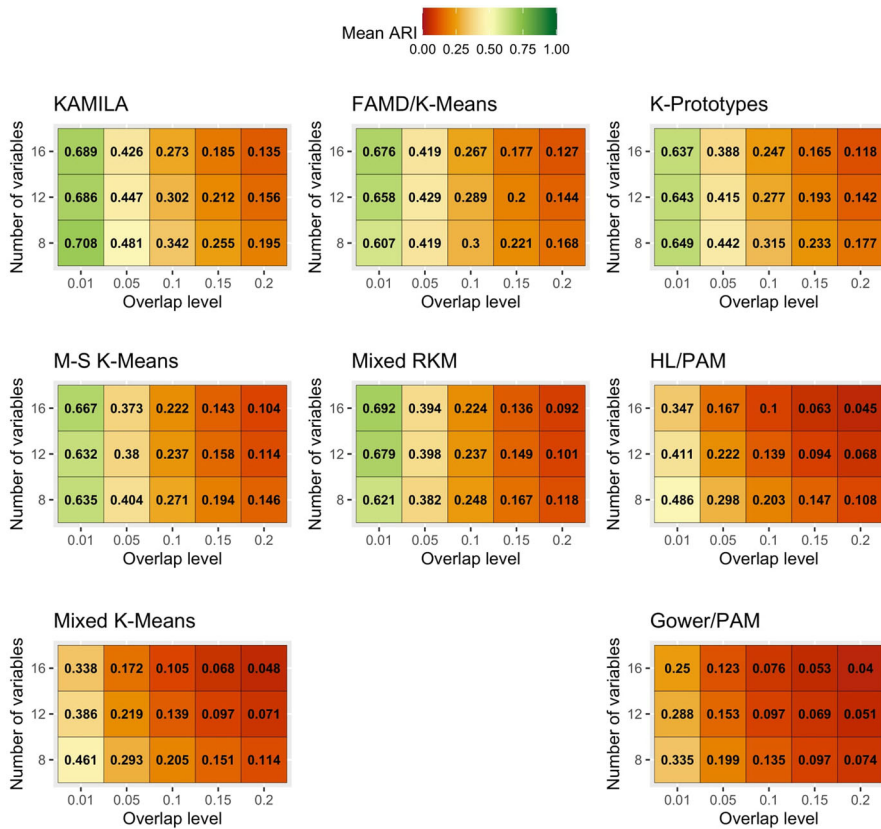 Mean ARI
0.00 0.25 0.50 0.75 1.00
KAMILA
Number of variables
16 0.689 0.426 0.273 0.185 0.135
12 0.686 0.447 0.302 0.212 0.156
8 0.708 0.481 0.342 0.255 0.195
0.01 0.05 0.1 0.15 0.2
Overlap level
FAMD/K-Means
Number of variables
16 0.676 0.419 0.267 0.177 0.127
12 0.658 0.429 0.289 0.2 0.144
8 0.607 0.419 0.3 0.221 0.168
0.01 0.05 0.1 0.15 0.2
Overlap level
K-Prototypes
Number of variables
16 0.637 0.388 0.247 0.165 0.118
12 0.643 0.415 0.277 0.193 0.142
8 0.649 0.442 0.315 0.233 0.177
0.01 0.05 0.1 0.15 0.2
Overlap level
M-S K-Means
Number of variables
16 0.667 0.373 0.222 0.143 0.104
12 0.632 0.38 0.237 0.158 0.114
8 0.635 0.404 0.271 0.194 0.146
0.01 0.05 0.1 0.15 0.2
Overlap level
Mixed RKM
Number of variables
16 0.692 0.394 0.224 0.136 0.092
12 0.679 0.398 0.237 0.149 0.101
8 0.621 0.382 0.248 0.167 0.118
0.01 0.05 0.1 0.15 0.2
Overlap level
HL/PAM
Number of variables
16 0.347 0.167 0.1 0.063 0.045
12 0.411 0.222 0.139 0.094 0.068
8 0.486 0.298 0.203 0.147 0.108
0.01 0.05 0.1 0.15 0.2
Overlap level
Mixed K-Means
Number of variables
16 0.338 0.172 0.105 0.068 0.048
12 0.386 0.219 0.139 0.097 0.071
8 0.461 0.293 0.205 0.151 0.114
0.01 0.05 0.1 0.15 0.2
Overlap level
Gower/PAM
Number of variables
16 0.25 0.123 0.076 0.053 0.04
12 0.288 0.153 0.097 0.069 0.051
8 0.335 0.199 0.135 0.097 0.074
0.01 0.05 0.1 0.15 0.2
Overlap level